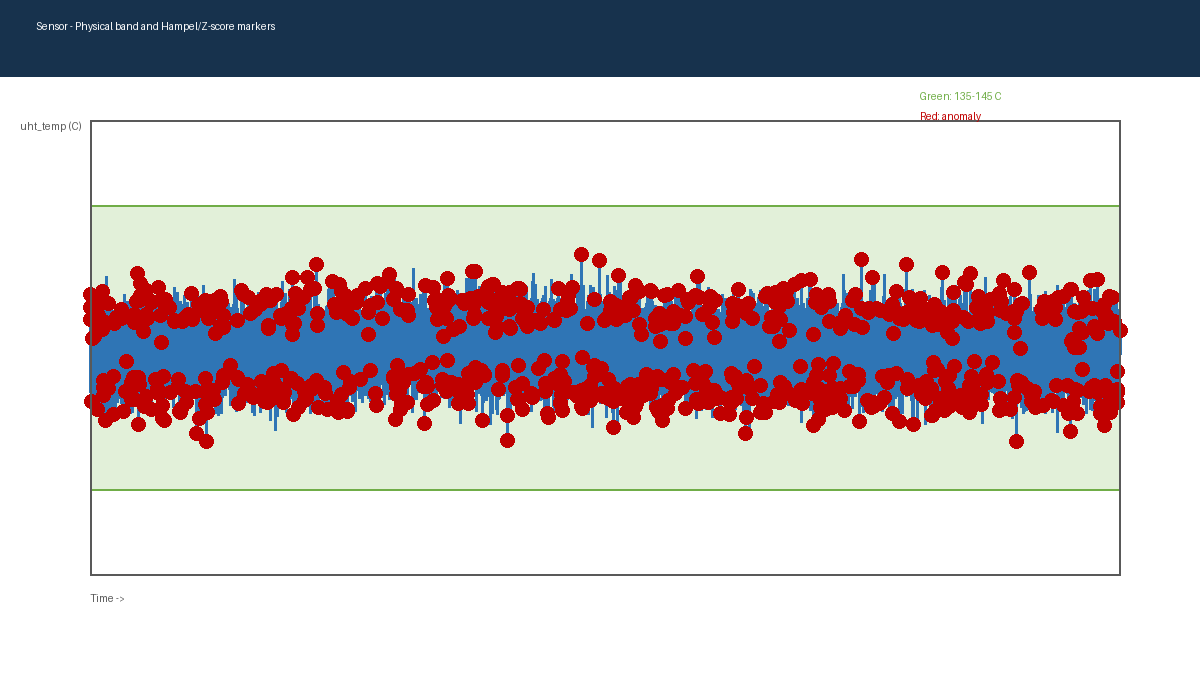 Sensor - Physical band and Hampel/Z-score markers
Green: 135-145 C
Red: anomaly
uht_temp (C)
Time ->